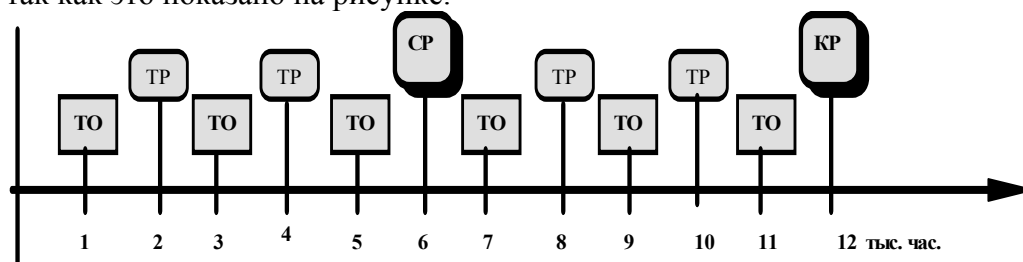 так как это показано на рисунке.
СР КР
ТР ТР ТР ТР
ТО ТО ТО ТО ТО ТО
1 2 3 4 5 6 7 8 9 10 11 12 тыс. час.